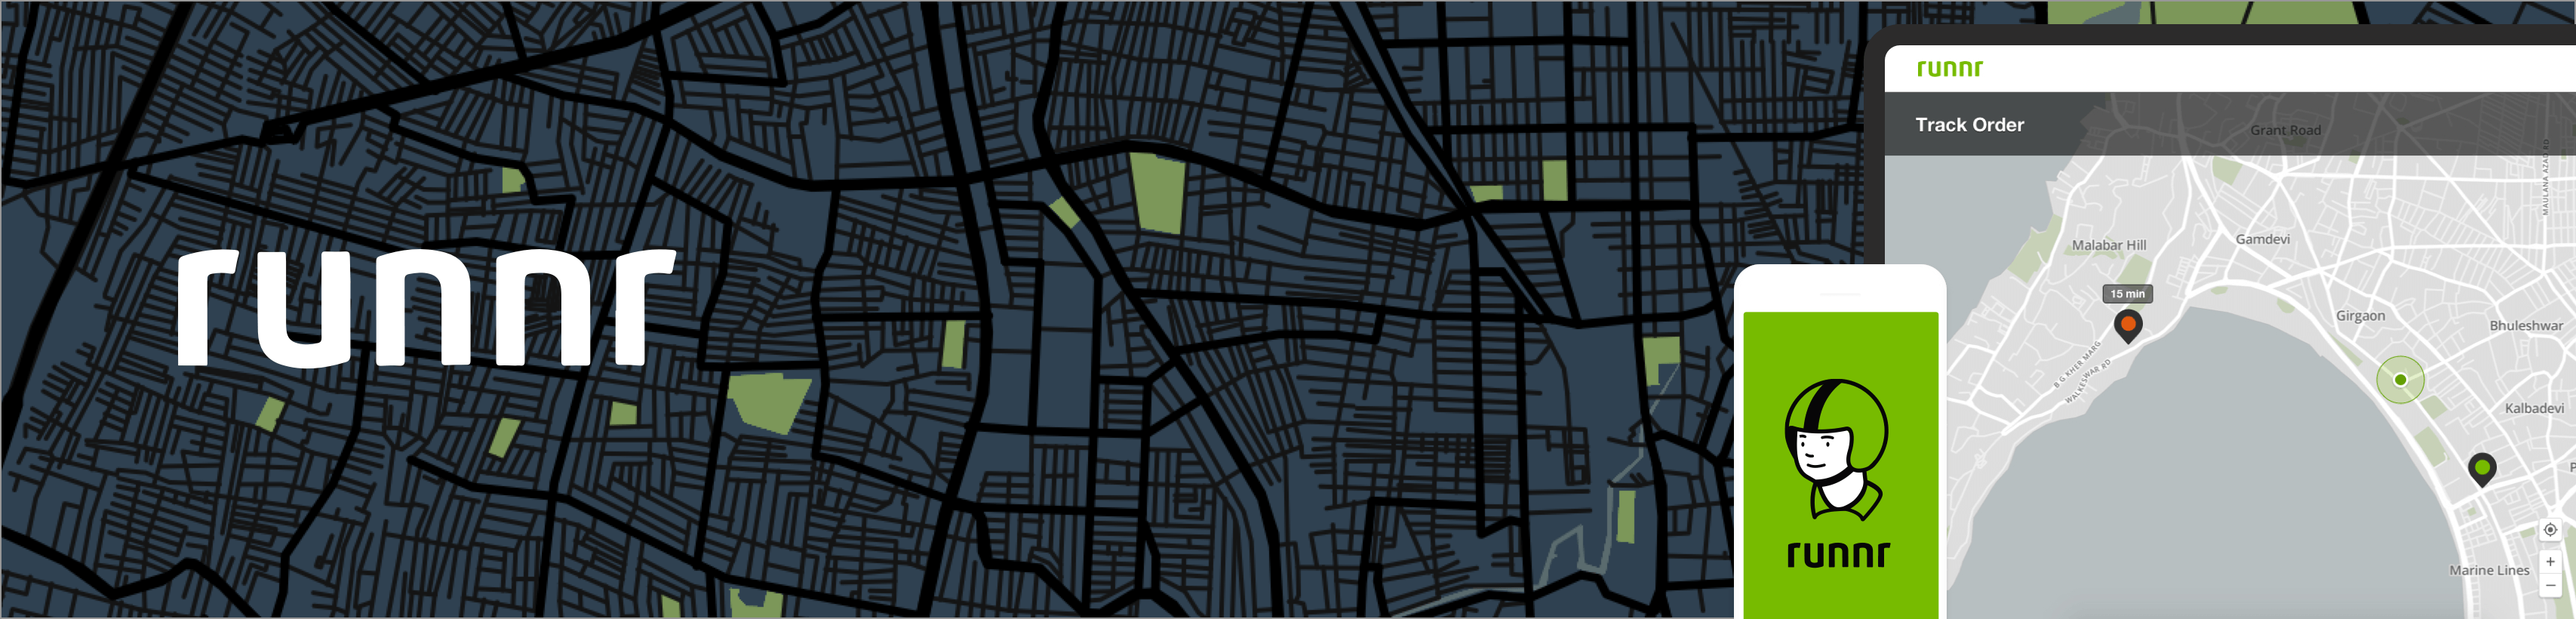 runnr
runnr
Track Order
Grant Road
MAULANA AZAD RD
Malabar Hill
Gamdevi
15 min
Girgaon
Bhuleshwar
B G KHER MARG
WALKESWAR RD
Kalbadevi
runnr
Marine Lines